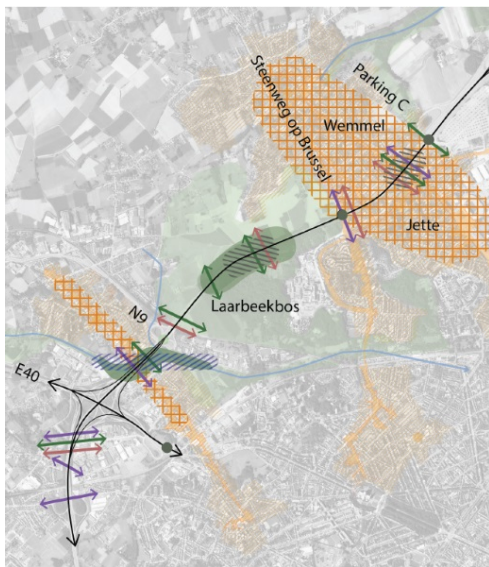 Parking C
Steenweg op Brussel
Wemmel
Jette
Laarbeekbos
N9
E40